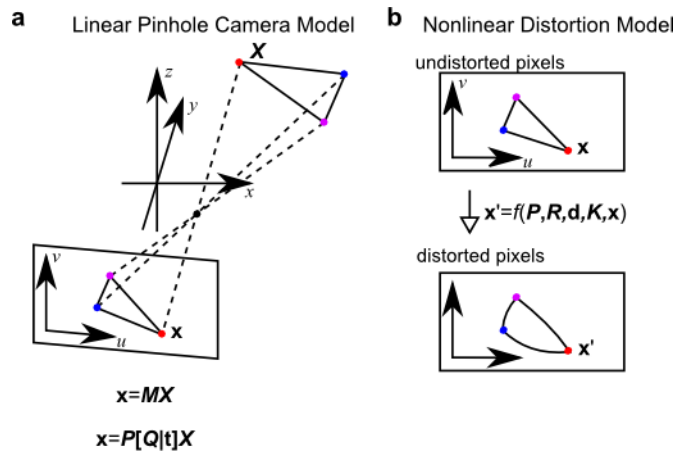 a Linear Pinhole Camera Model
X
z
y
x
v
u
x
x=MX
x=P[Q|t]X
b Nonlinear Distortion Model
undistorted pixels
v
u
x
x'=f(P,R,d,K,x)
distorted pixels
x'